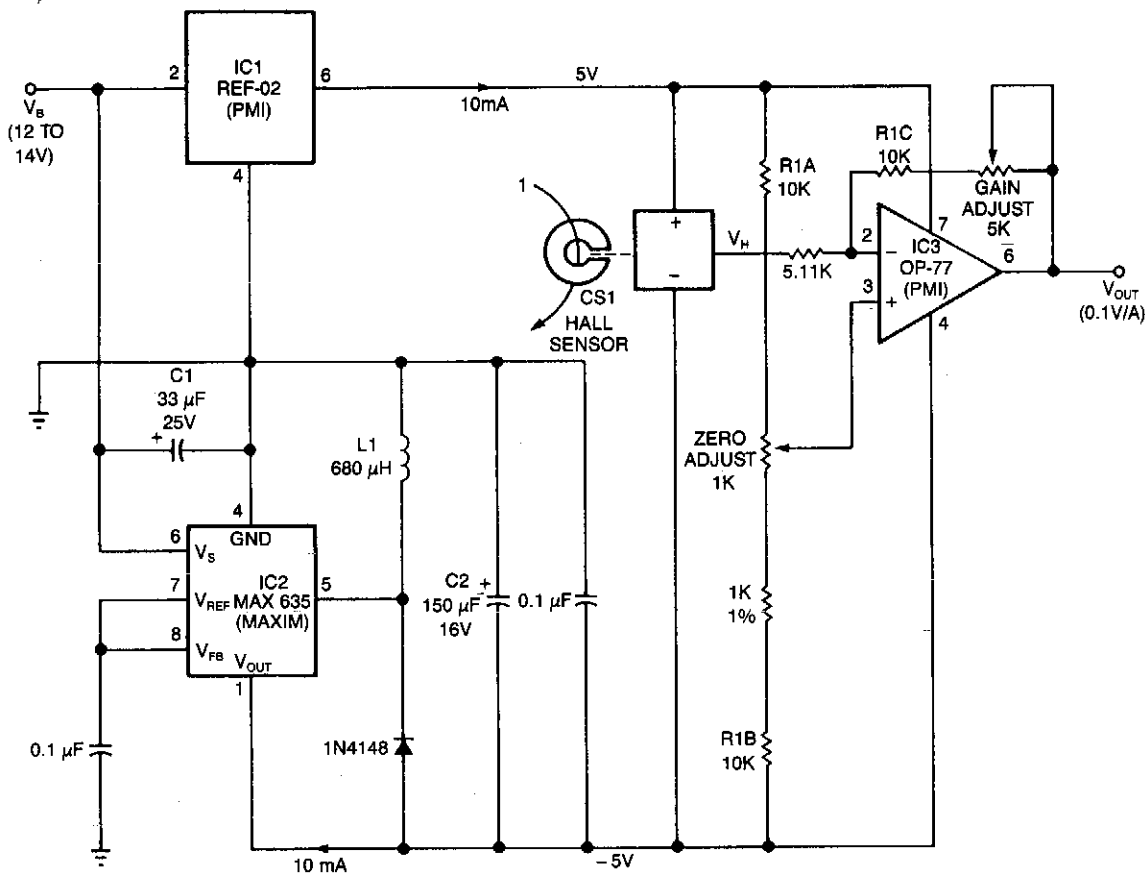 IC1
REF-02
(PMI)
2
6
4
V_B
(12 TO
14V)
10mA
5V
1
CS1
HALL
SENSOR
+
−
V_H
5.11K
R1A
10K
R1C
10K
GAIN
ADJUST
5K
2
−
3
+
IC3
OP-77
(PMI)
7
6
4
V_OUT
(0.1V/A)
C1
33 µF
25V
+
L1
680 µH
ZERO
ADJUST
1K
4
GND
6
V_S
7
V_REF
8
V_FB
IC2
MAX 635
(MAXIM)
5
V_OUT
1
C2
150 µF
16V
+
0.1 µF
1K
1%
0.1 µF
1N4148
R1B
10K
10 mA
−5V